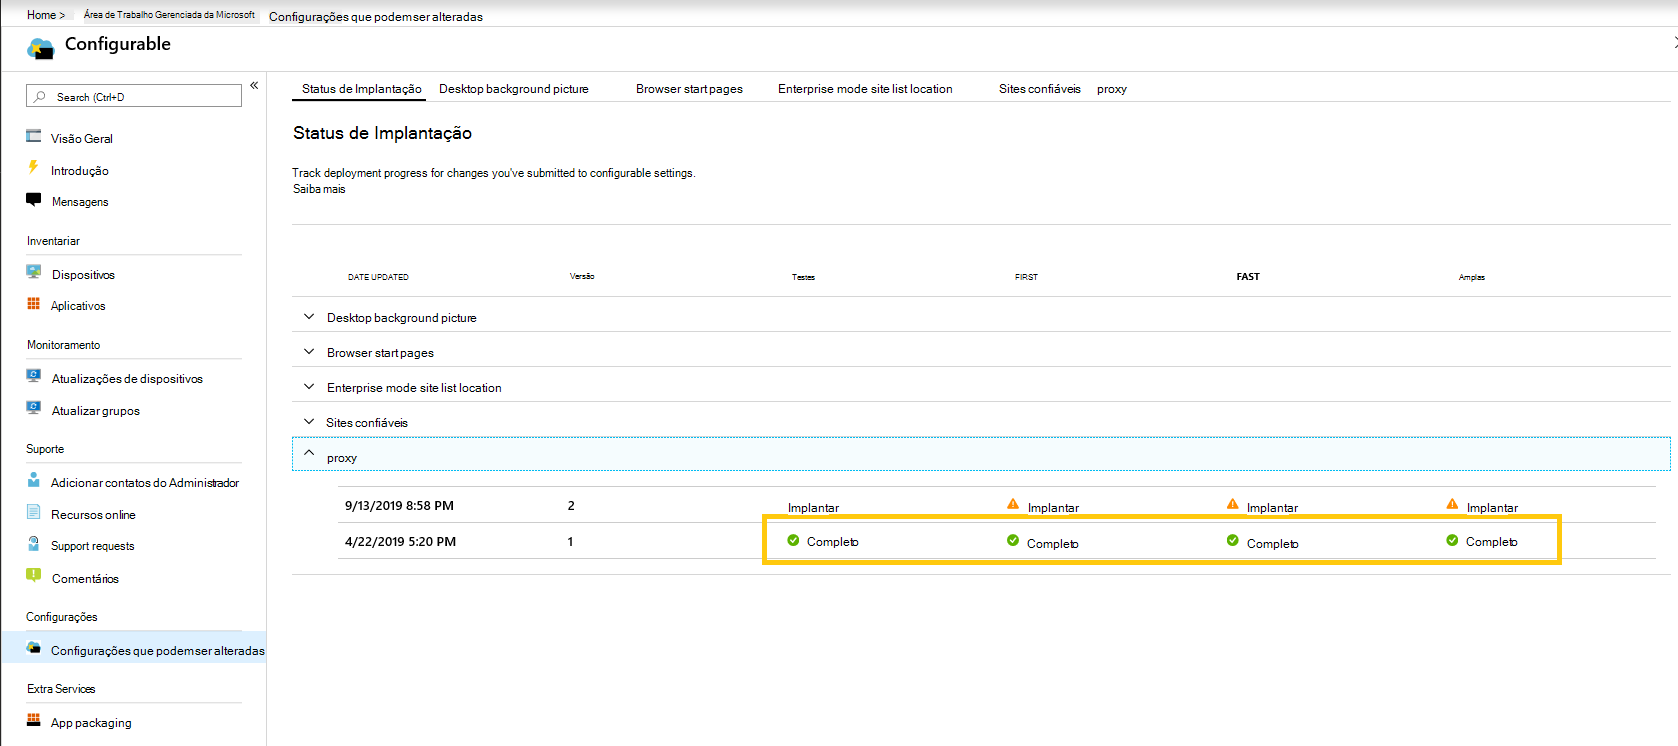 Home > Área de Trabalho Gerenciada da Microsoft Configurações que podem ser alteradas
Configurable
Search (Ctrl+D
«
Visão Geral
Introdução
Mensagens
Inventariar
Dispositivos
Aplicativos
Monitoramento
Atualizações de dispositivos
Atualizar grupos
Suporte
Adicionar contatos do Administrador
Recursos online
Support requests
Comentários
Configurações
Configurações que podem ser alteradas
Extra Services
App packaging
Status de Implantação Desktop background picture Browser start pages Enterprise mode site list location Sites confiáveis proxy
Status de Implantação
Track deployment progress for changes you've submitted to configurable settings.
Saiba mais
DATE UPDATED Versão Testes FIRST FAST Amplas
Desktop background picture
Browser start pages
Enterprise mode site list location
Sites confiáveis
proxy
9/13/2019 8:58 PM 2 Implantar Implantar Implantar Implantar
4/22/2019 5:20 PM 1 Completo Completo Completo Completo